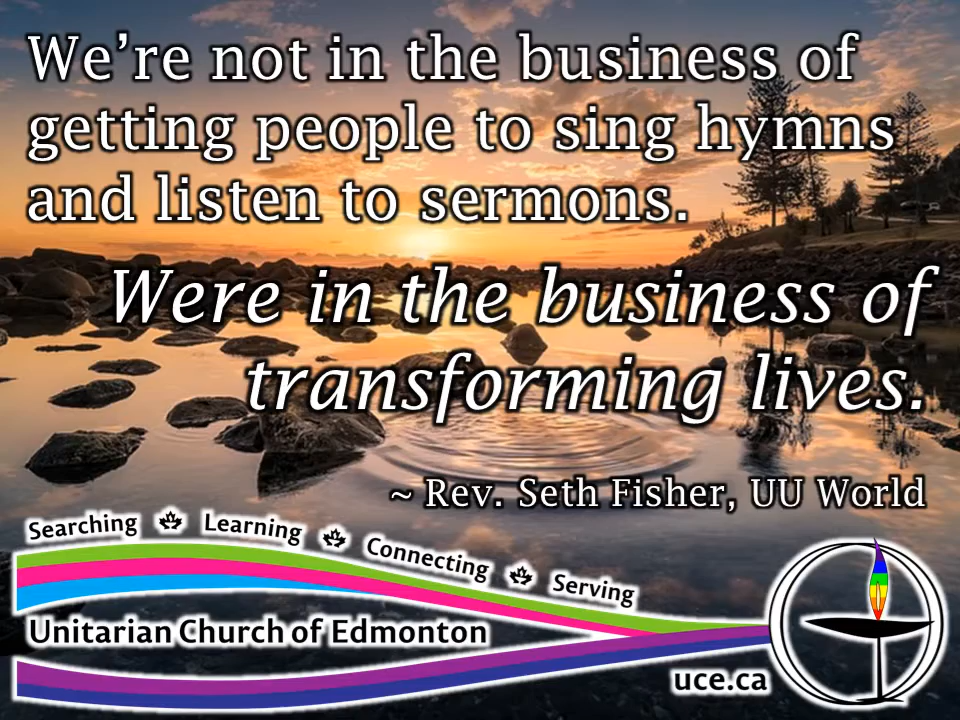 We’re not in the business of
getting people to sing hymns
and listen to sermons.
Were in the business of
transforming lives.
~ Rev. Seth Fisher, UU World
Searching Learning Connecting Serving
Unitarian Church of Edmonton
uce.ca